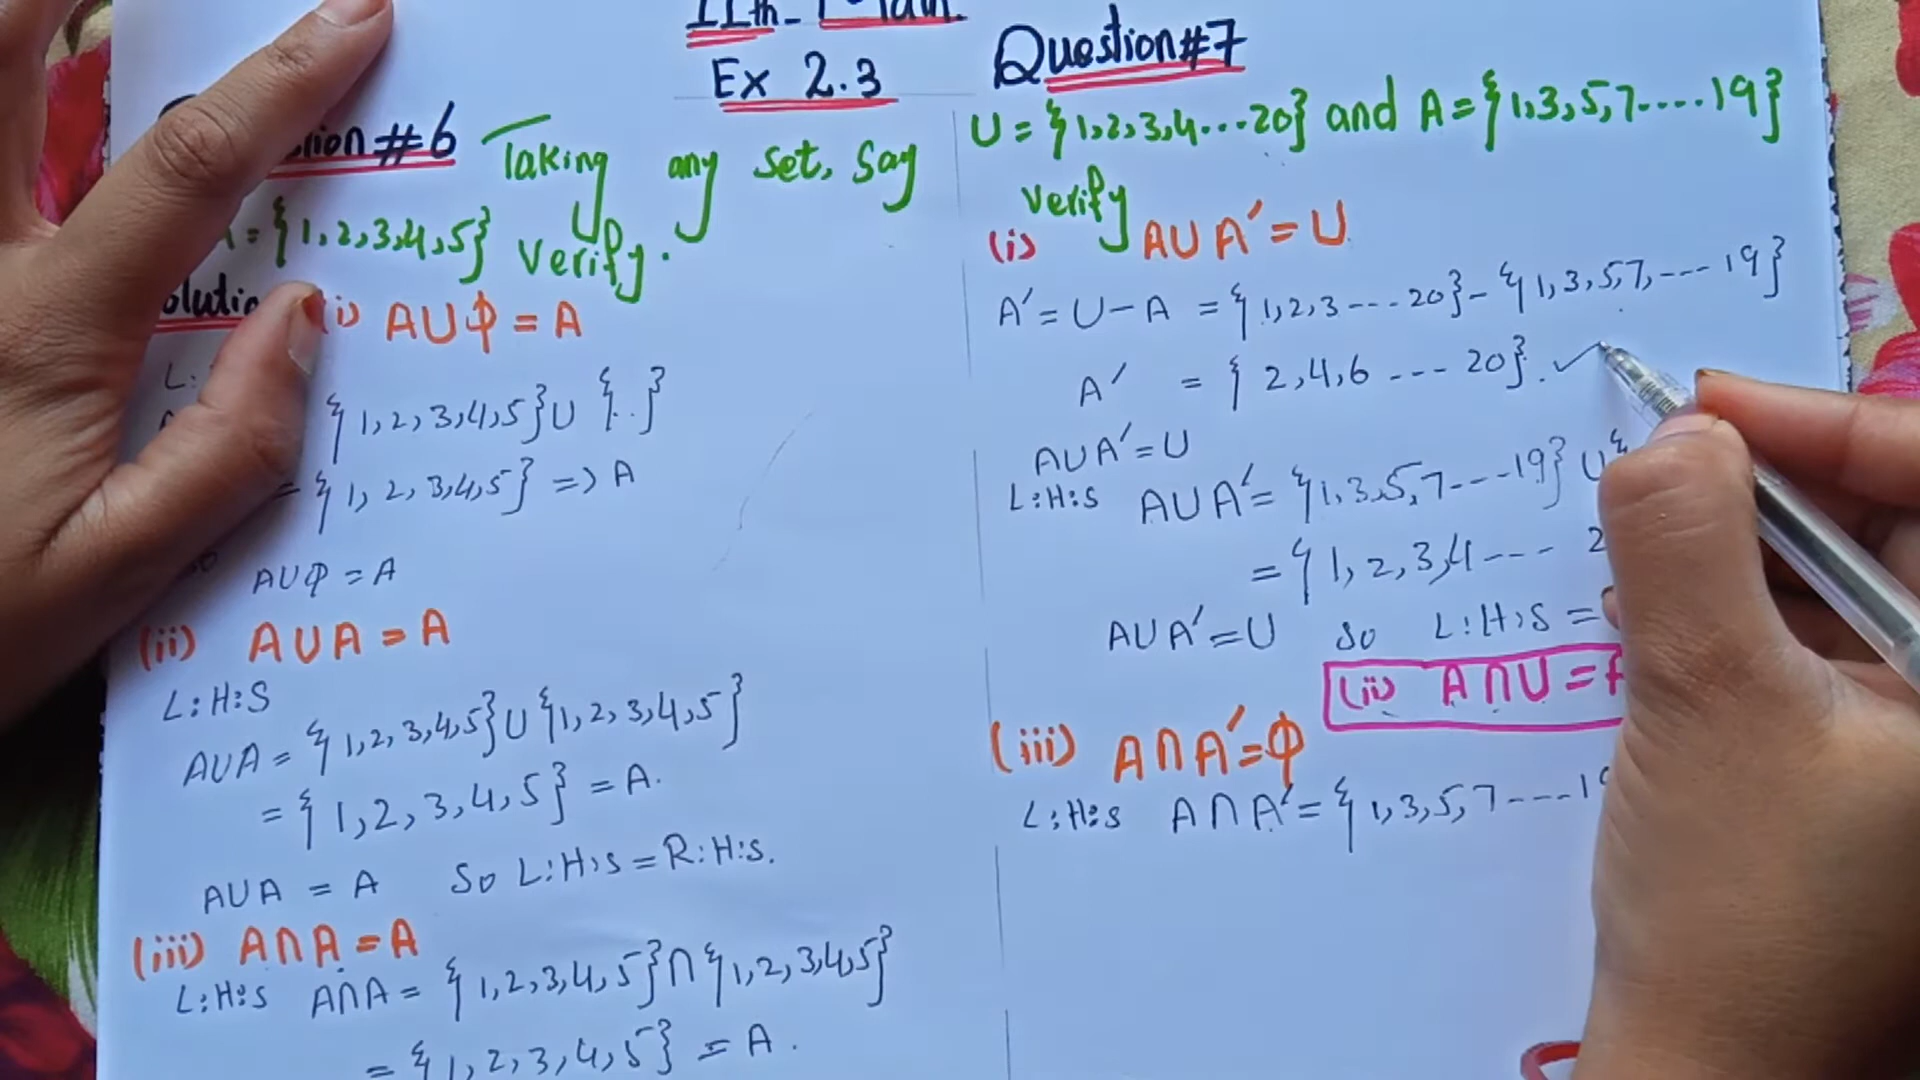 11th-
Ex 2.3
#6 Taking any set, say
A = {1,2,3,4,5} verify.
(i) A∪Φ = A
L:
{1,2,3,4,5}∪{..}
= {1, 2, 3,4,5} => A
A∪Φ = A
(ii) A∪A = A
L:H:S
A∪A = {1,2,3,4,5}∪{1,2,3,4,5}
= {1,2,3,4,5} = A.
A∪A = A So L:H:S = R:H:S.
(iii) A∩A = A
L:H:S A∩A = {1,2,3,4,5}∩{1,2,3,4,5}
= {1,2,3,4,5} = A.
Question#7
U = {1,2,3,4...20} and A = {1,3,5,7....19}
verify
(i) A∪A′ = U
A′ = U-A = {1,2,3---20}-{1,3,5,7,---19}
A′ = {2,4,6 --- 20}. ✓
A∪A′ = U
L:H:S A∪A′ = {1,3,5,7---19} ∪ {
= {1,2,3,4--- 2
A∪A′ = U So L:H:S =
(ii) A∩U =
(iii) A∩A′ = Φ
L:H:S A∩A′ = {1,3,5,7----1